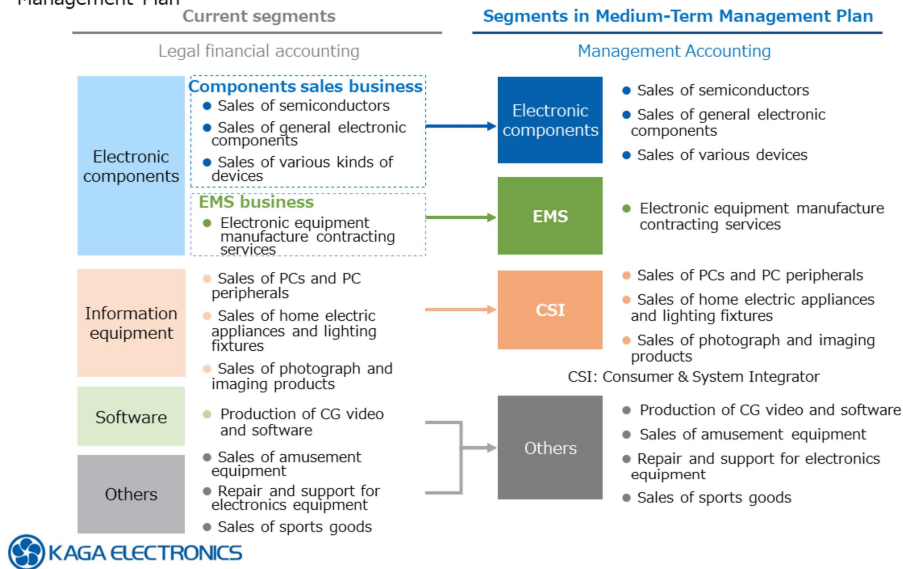 Management Plan
Current segments
Segments in Medium-Term Management Plan
Legal financial accounting
Management Accounting
Electronic
components
Components sales business
● Sales of semiconductors
● Sales of general electronic
components
● Sales of various kinds of
devices
EMS business
● Electronic equipment
manufacture contracting
services
Electronic
components
● Sales of semiconductors
● Sales of general electronic
components
● Sales of various devices
EMS
● Electronic equipment manufacture
contracting services
Information
equipment
● Sales of PCs and PC
peripherals
● Sales of home electric
appliances and lighting
fixtures
● Sales of photograph and
imaging products
CSI
● Sales of PCs and PC peripherals
● Sales of home electric appliances
and lighting fixtures
● Sales of photograph and imaging
products
CSI: Consumer & System Integrator
Software
● Production of CG video
and software
Others
● Sales of amusement
equipment
● Repair and support for
electronics equipment
● Sales of sports goods
Others
● Production of CG video and software
● Sales of amusement equipment
● Repair and support for electronics
equipment
● Sales of sports goods
KAGA ELECTRONICS